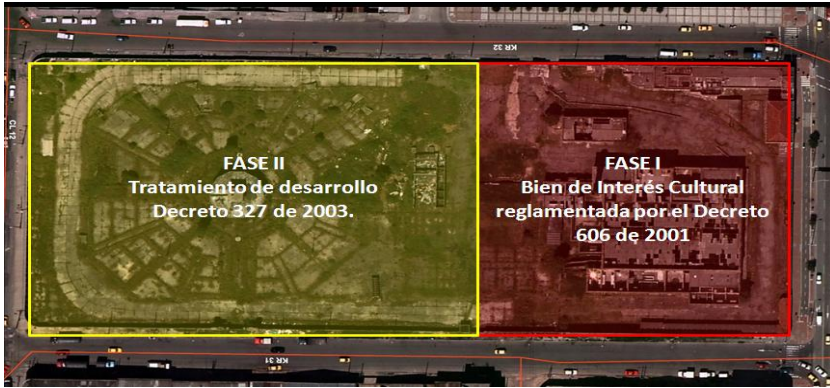 KR 32
CL 12
FASE II
Tratamiento de desarrollo
Decreto 327 de 2003.
FASE I
Bien de Interés Cultural
reglamentada por el Decreto
606 de 2001
KR 31